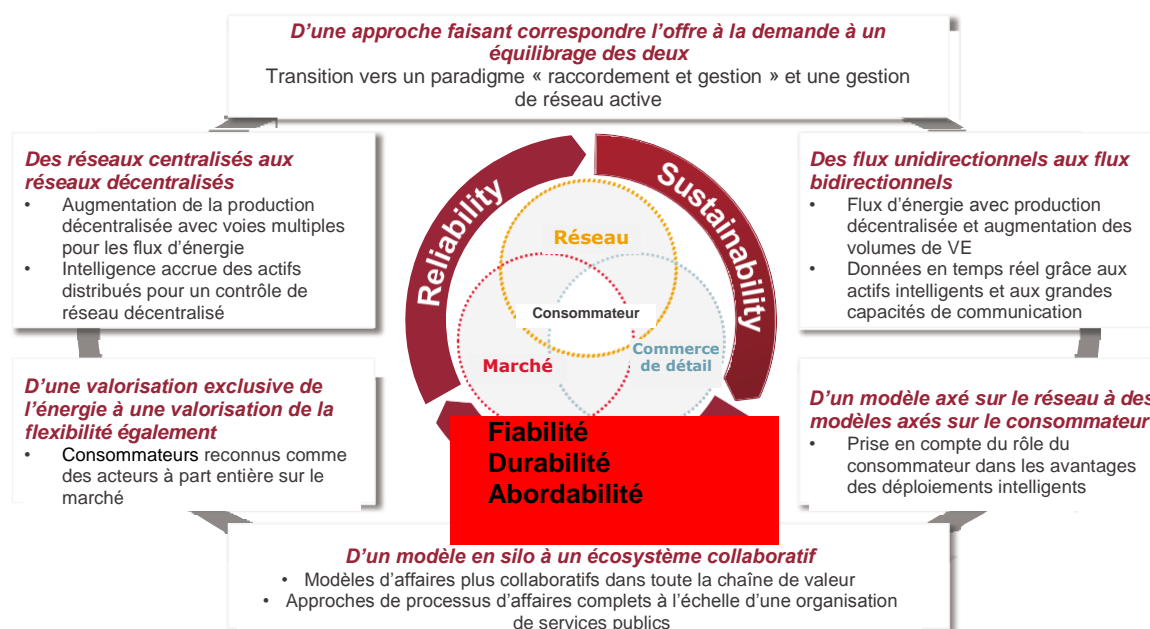 D’une approche faisant correspondre l’offre à la demande à un
équilibrage des deux
Transition vers un paradigme « raccordement et gestion » et une gestion
de réseau active
Des réseaux centralisés aux
réseaux décentralisés
• Augmentation de la production
décentralisée avec voies multiples
pour les flux d’énergie
• Intelligence accrue des actifs
distribués pour un contrôle de
réseau décentralisé
Reliability
Sustainability
Réseau
Consommateur
Marché
Commerce
de détail
Des flux unidirectionnels aux flux
bidirectionnels
• Flux d’énergie avec production
décentralisée et augmentation des
volumes de VE
• Données en temps réel grâce aux
actifs intelligents et aux grandes
capacités de communication
D’une valorisation exclusive de
l’énergie à une valorisation de la
flexibilité également
• Consommateurs reconnus comme
des acteurs à part entière sur le
marché
Fiabilité
Durabilité
Abordabilité
D’un modèle axé sur le réseau à des
modèles axés sur le consommateur
• Prise en compte du rôle du
consommateur dans les avantages
des déploiements intelligents
D’un modèle en silo à un écosystème collaboratif
• Modèles d’affaires plus collaboratifs dans toute la chaîne de valeur
• Approches de processus d’affaires complets à l’échelle d’une organisation
de services publics